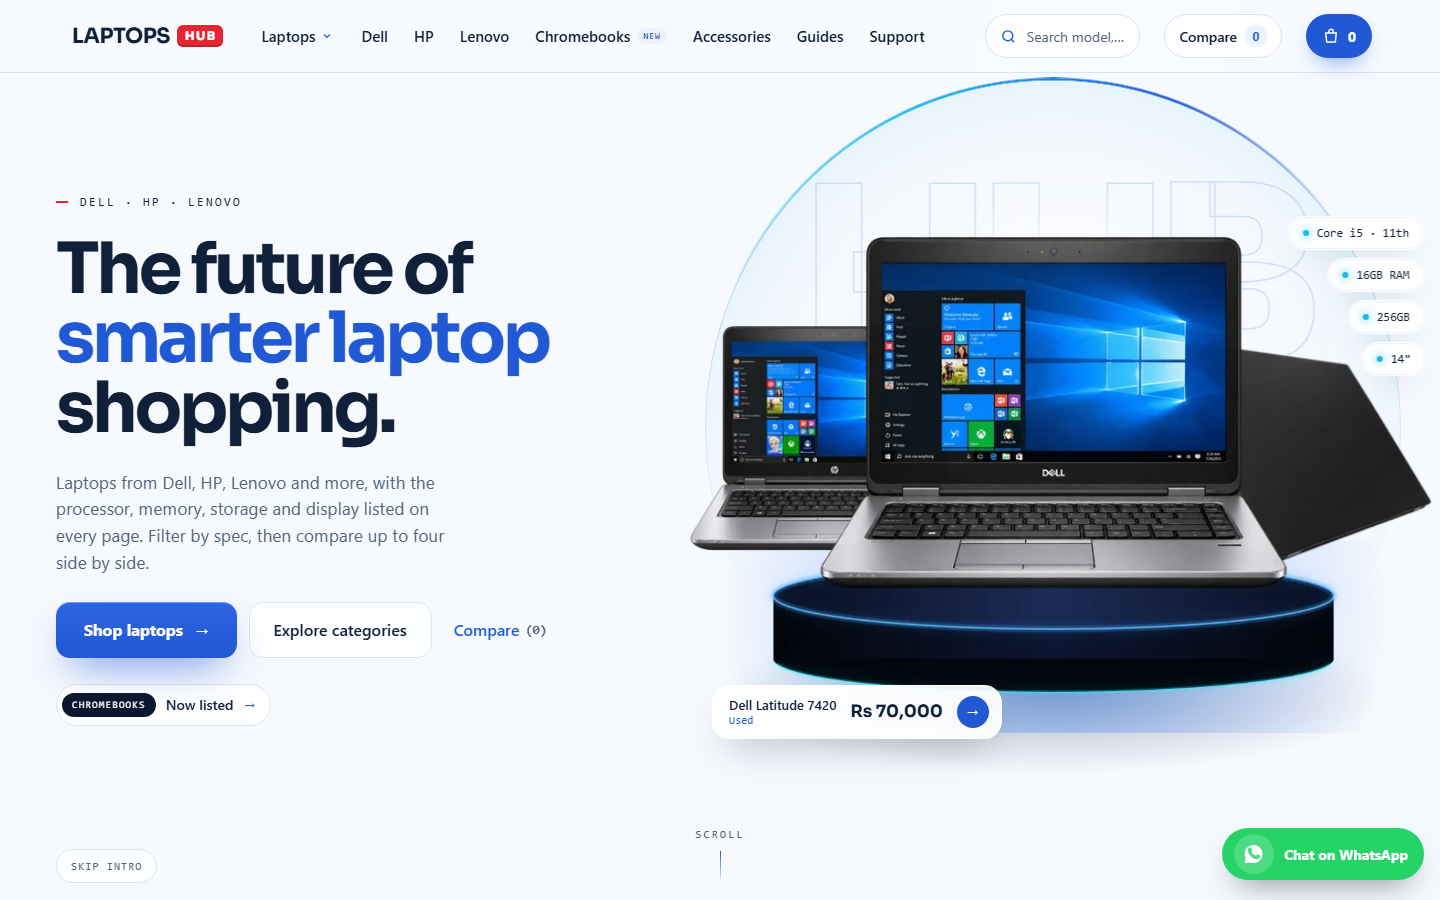 LAPTOPS HUB
Laptops
Dell
HP
Lenovo
Chromebooks NEW
Accessories
Guides
Support
Search model,...
Compare 0
0
DELL · HP · LENOVO
The future of
smarter laptop
shopping.
Laptops from Dell, HP, Lenovo and more, with the
processor, memory, storage and display listed on
every page. Filter by spec, then compare up to four
side by side.
Shop laptops →
Explore categories
Compare (0)
CHROMEBOOKS Now listed →
HUB
Core i5 · 11th
16GB RAM
256GB
14"
DELL
Dell Latitude 7420
Used
Rs 70,000 →
SCROLL
SKIP INTRO
Chat on WhatsApp